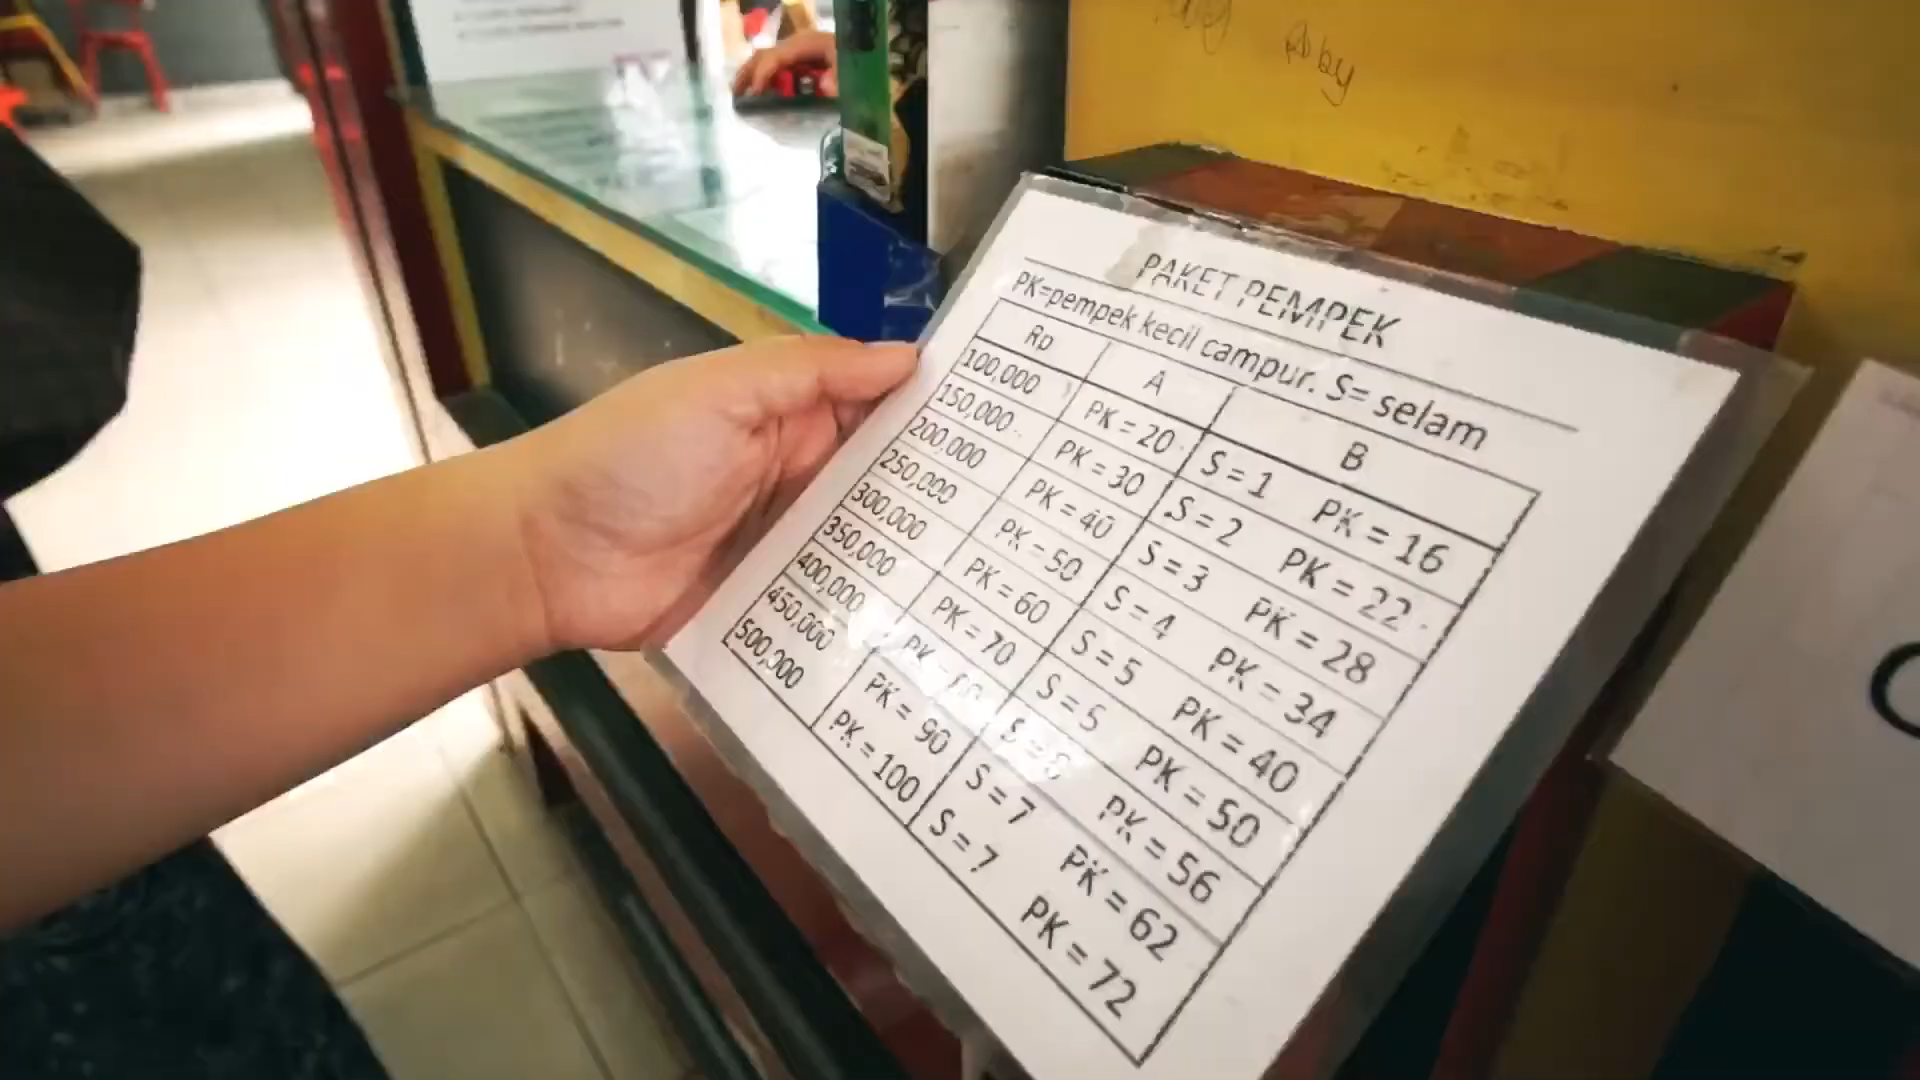 PAKET PEMPEK
PK=pempek kecil campur. S= selam
Rp A B
100,000 PK = 20 S = 1 PK = 16
150,000 PK = 30 S = 2 PK = 22
200,000 PK = 40 S = 3 PK = 28
250,000 PK = 50 S = 4 PK = 34
300,000 PK = 60 S = 5 PK = 40
350,000 PK = 70 S = 5 PK = 50
400,000 PK = S = PK = 56
450,000 PK = 90 S = 7 PK = 62
500,000 PK = 100 S = 7 PK = 72